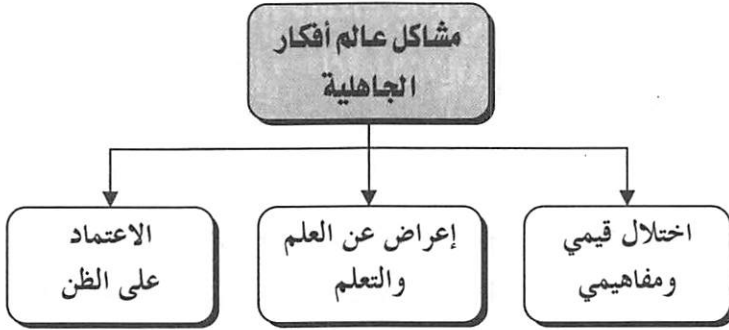 مشاكل عالم أفكار
الجاهلية
اختلال قيمي
ومفاهيمي
إعراض عن العلم
والتعلم
الاعتماد
على الظن